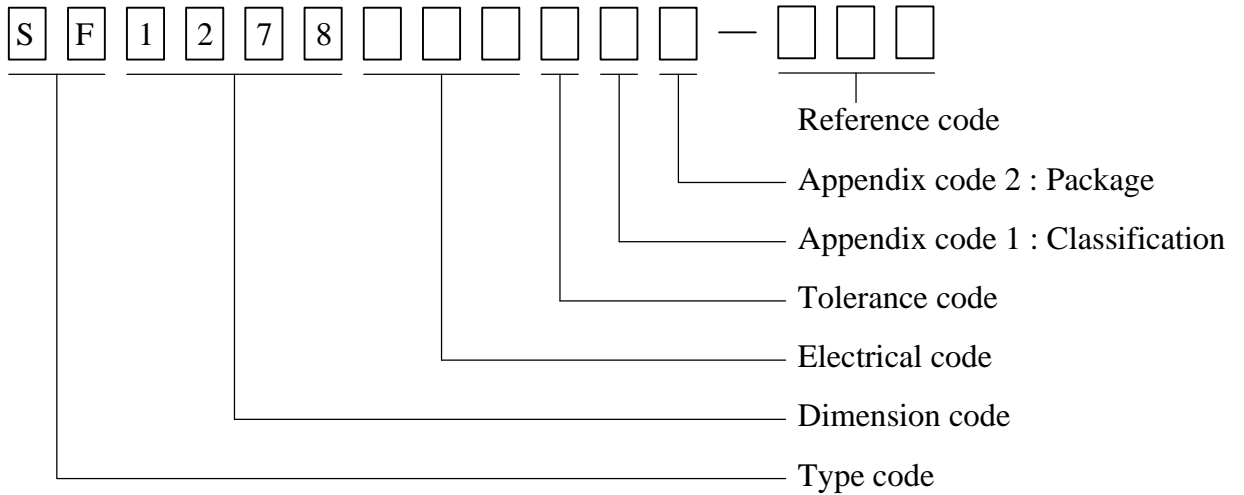 S F 1 2 7 8 —
Reference code
Appendix code 2 : Package
Appendix code 1 : Classification
Tolerance code
Electrical code
Dimension code
Type code